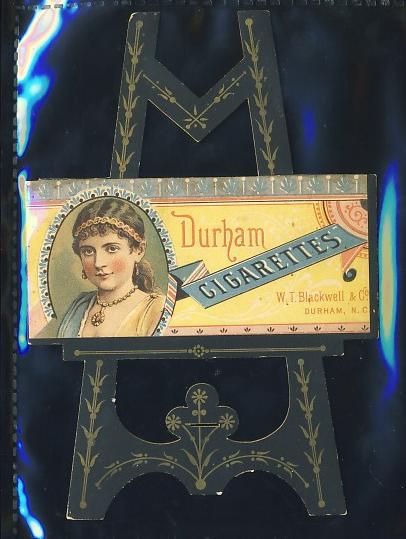 Durham
CIGARETTES
W. T. Blackwell & Co
DURHAM, N. C.